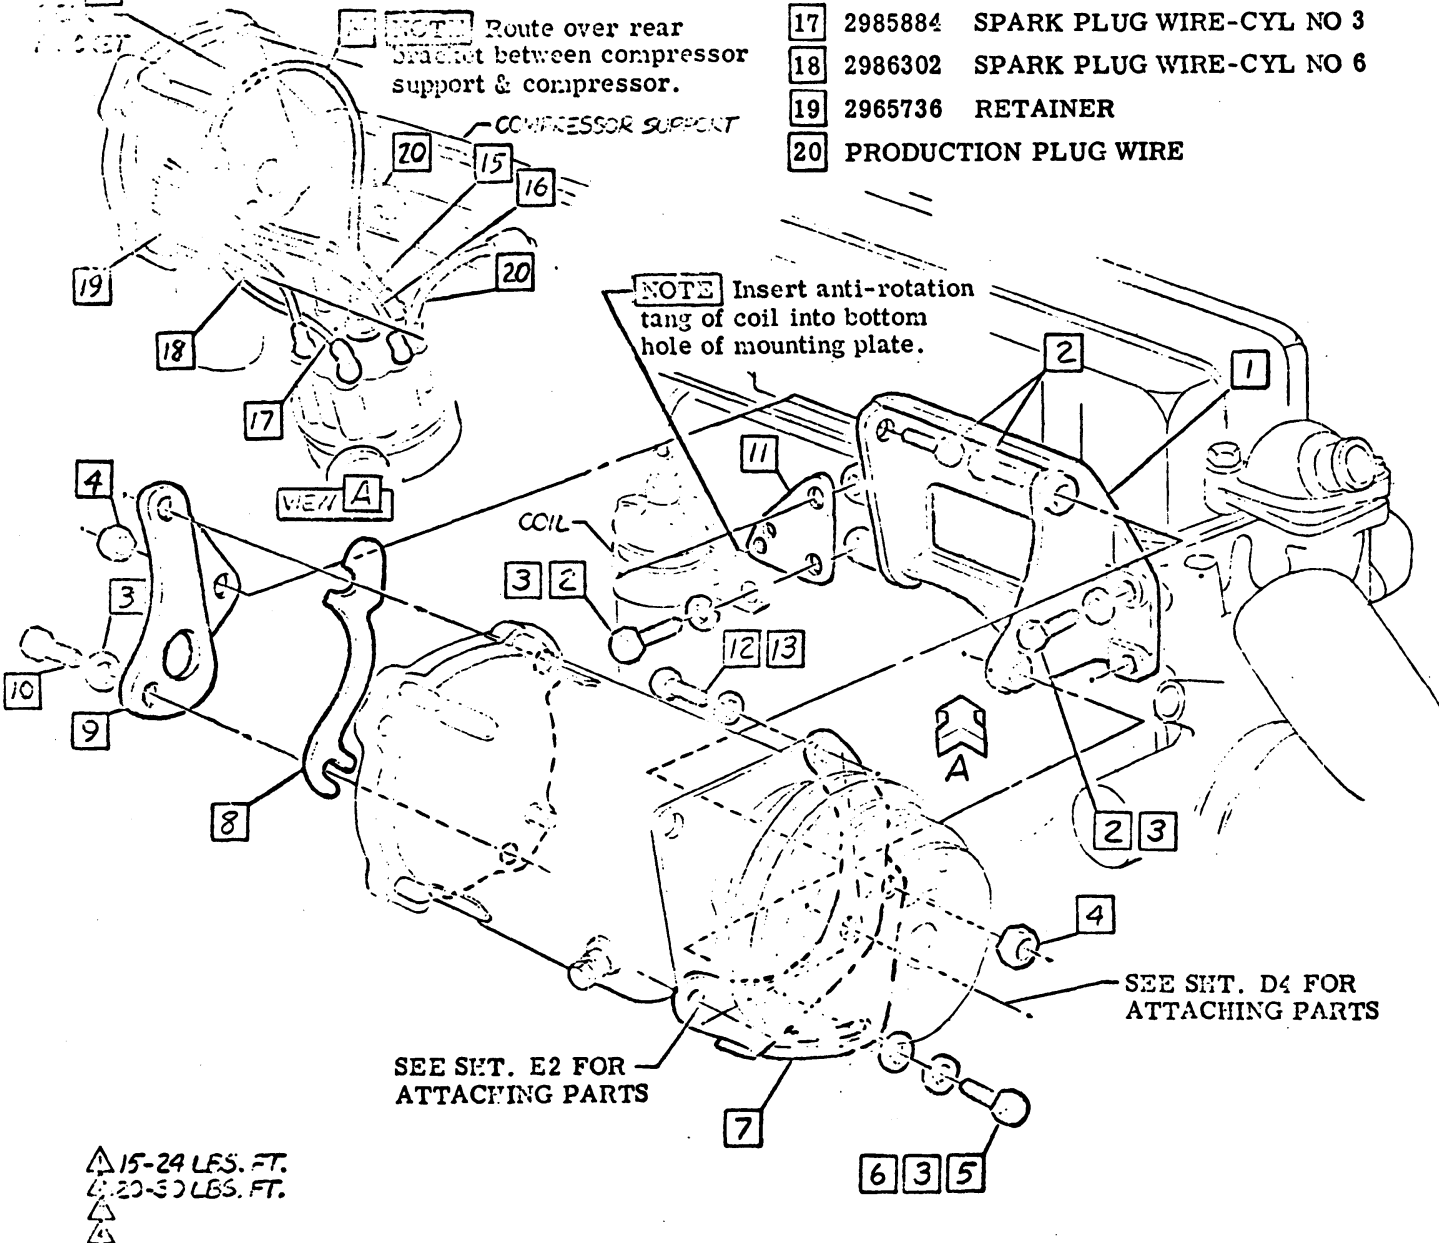 NOTE Route over rear
bracket between compressor
support & compressor.
COMPRESSOR SUPPORT
17 2985884 SPARK PLUG WIRE-CYL NO 3
18 2986302 SPARK PLUG WIRE-CYL NO 6
19 2965736 RETAINER
20 PRODUCTION PLUG WIRE
20
15
16
19
20
18
17
VIEW A
NOTE Insert anti-rotation
tang of coil into bottom
hole of mounting plate.
2
1
11
4
COIL
3 2
3
12 13
10
9
8
A
2 3
4
SEE SHT. D4 FOR
ATTACHING PARTS
SEE SHT. E2 FOR
ATTACHING PARTS
7
6 3 5
15-24 LBS. FT.
20-30 LBS. FT.